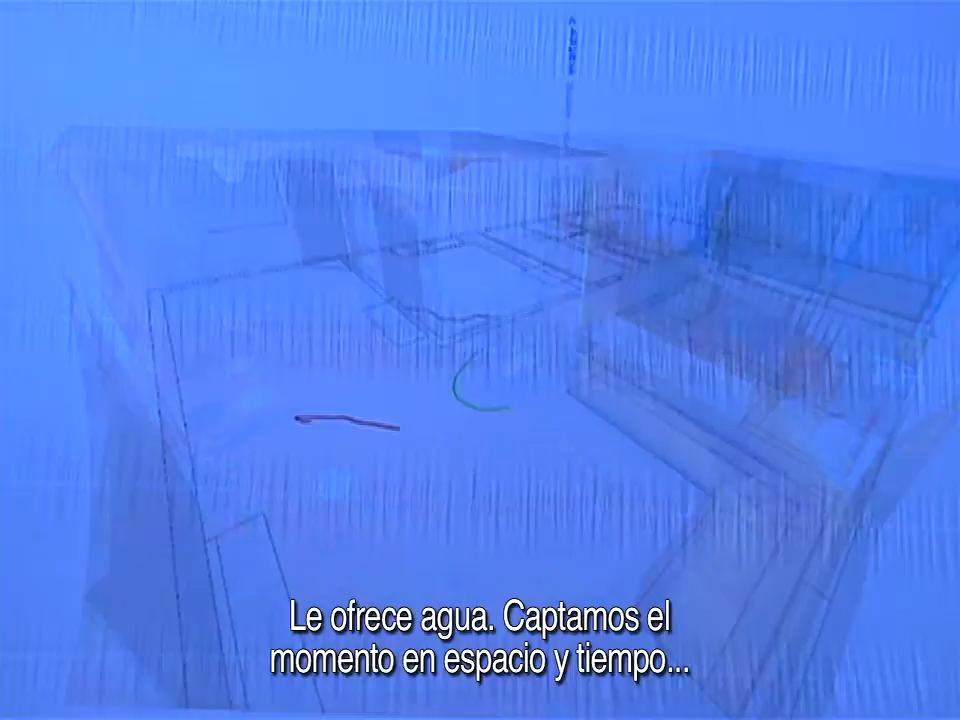 Le ofrece agua. Captamos el
momento en espacio y tiempo...